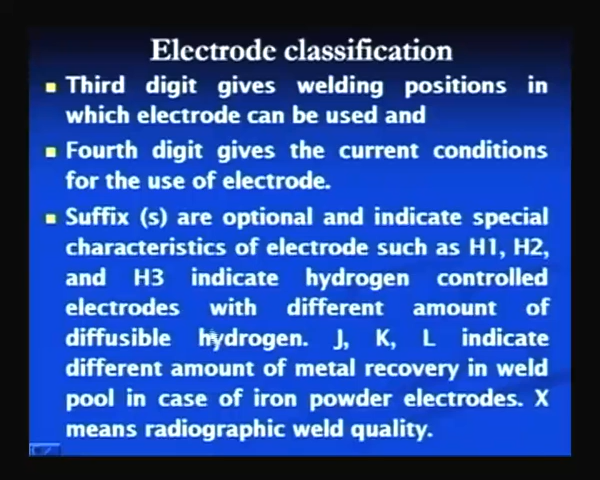 Electrode classification
Third digit gives welding positions in
which electrode can be used and
Fourth digit gives the current conditions
for the use of electrode.
Suffix (s) are optional and indicate special
characteristics of electrode such as H1, H2,
and H3 indicate hydrogen controlled
electrodes with different amount of
diffusible hydrogen. J, K, L indicate
different amount of metal recovery in weld
pool in case of iron powder electrodes. X
means radiographic weld quality.